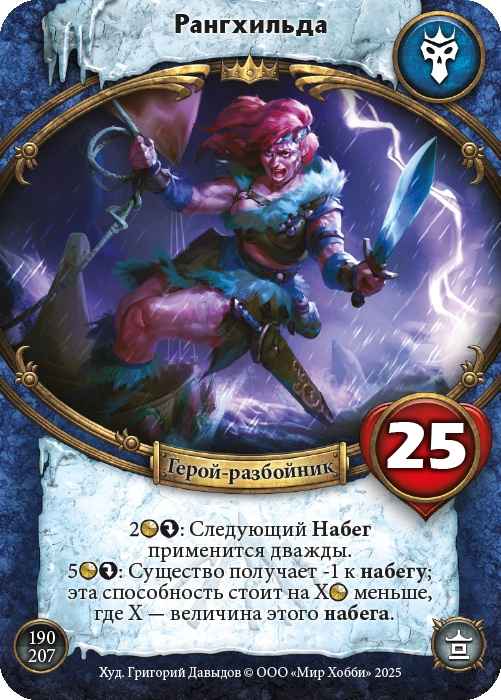 Рангхильда
25
Герой-разбойник
2: Следующий Набег
применится дважды.
5: Существо получает -1 к набегу;
эта способность стоит на X меньше,
где X — величина этого набега.
190
207
Худ. Григорий Давыдов © ООО «Мир Хобби» 2025